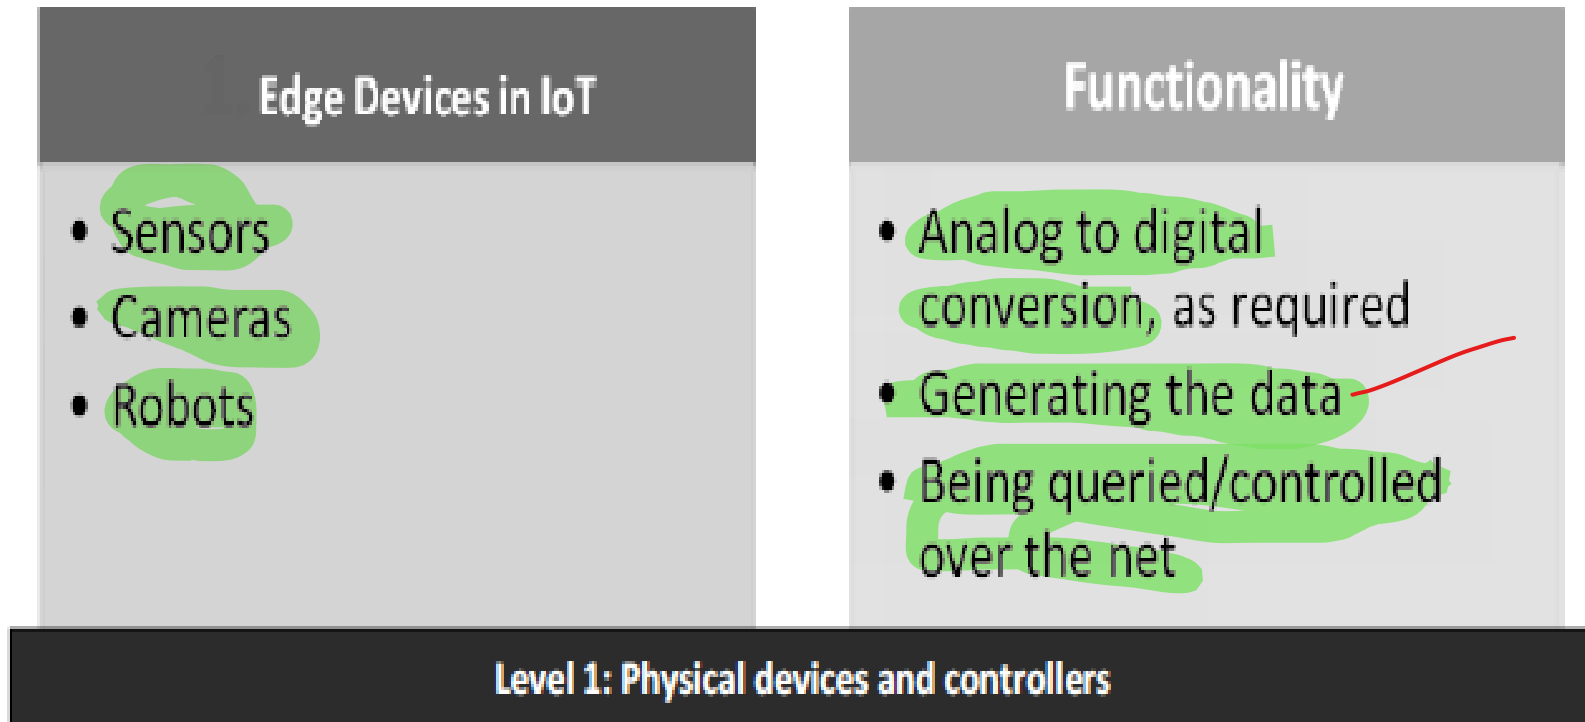 Edge Devices in IoT
• Sensors
• Cameras
• Robots
Functionality
• Analog to digital
conversion, as required
• Generating the data
• Being queried/controlled
over the net
Level 1: Physical devices and controllers